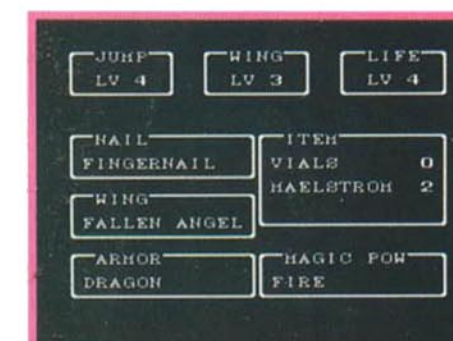 JUMP WING LIFE
LV 4 LV 3 LV 4
NAIL ITEM
FINGERNAIL VIALS 0
WING MAELSTROM 2
FALLEN ANGEL
ARMOR MAGIC POW
DRAGON FIRE